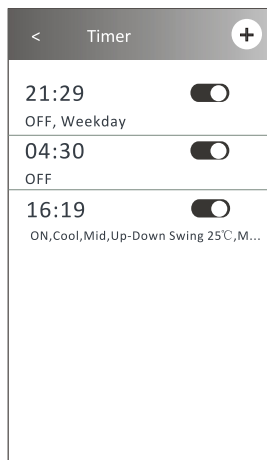 < Timer +
21:29
OFF, Weekday
04:30
OFF
16:19
ON,Cool,Mid,Up-Down Swing 25℃,M...